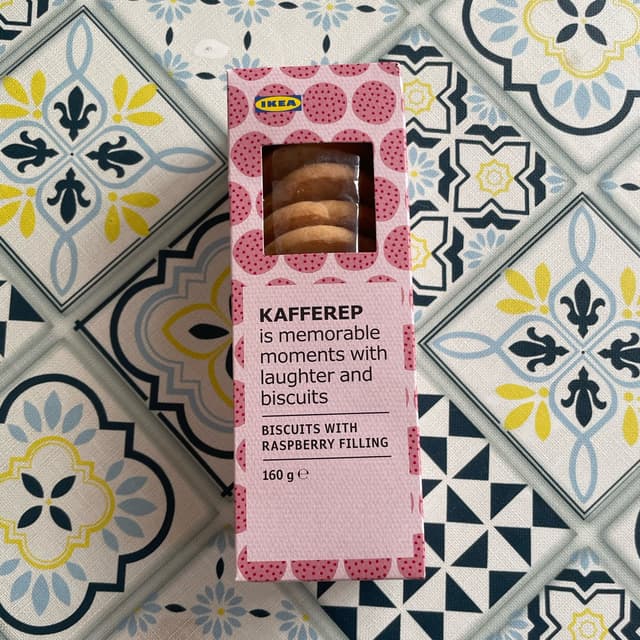 IKEA
KAFFEREP
is memorable
moments with
laughter and
biscuits
BISCUITS WITH
RASPBERRY FILLING
160 g ℮